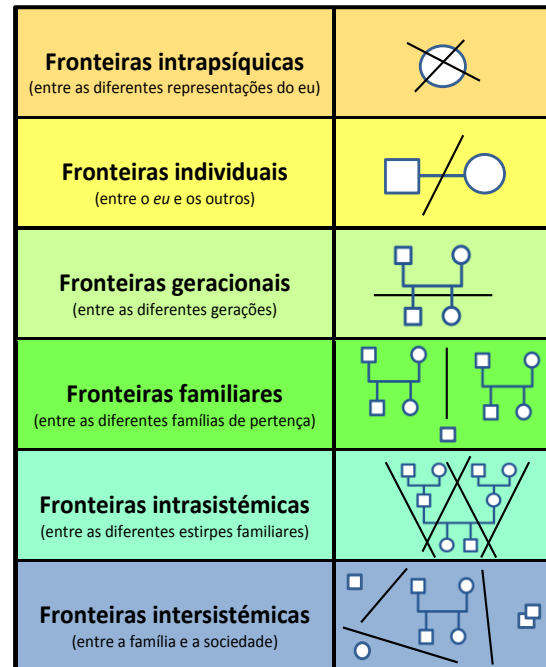 Fronteiras intrapsíquicas
(entre as diferentes representações do eu)
Fronteiras individuais
(entre o eu e os outros)
Fronteiras geracionais
(entre as diferentes gerações)
Fronteiras familiares
(entre as diferentes famílias de pertença)
Fronteiras intrasistémicas
(entre as diferentes estirpes familiares)
Fronteiras intersistémicas
(entre a família e a sociedade)